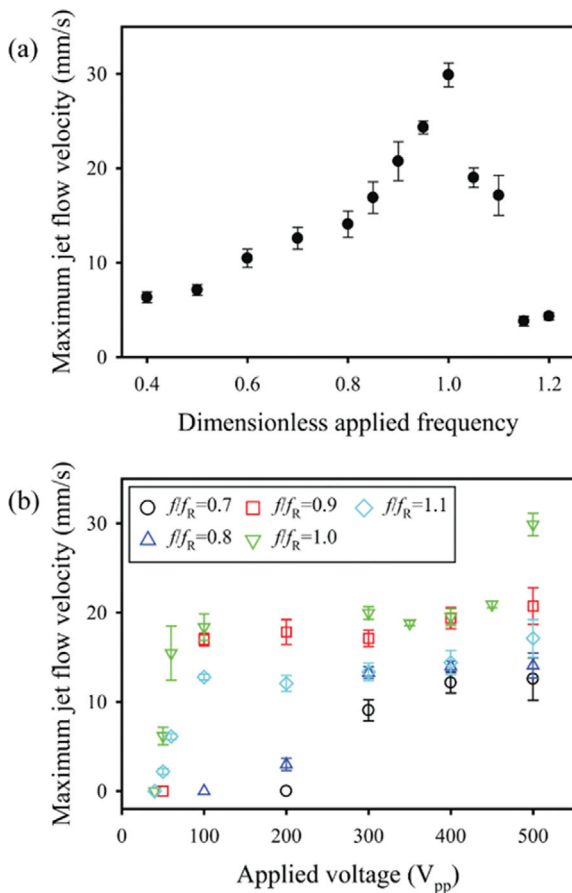 (a)
Maximum jet flow velocity (mm/s)
30
20
10
0
0.4 0.6 0.8 1.0 1.2
Dimensionless applied frequency
(b)
Maximum jet flow velocity (mm/s)
f/fR=0.7 f/fR=0.9 f/fR=1.1
f/fR=0.8 f/fR=1.0
30
20
10
0
0 100 200 300 400 500
Applied voltage (Vpp)